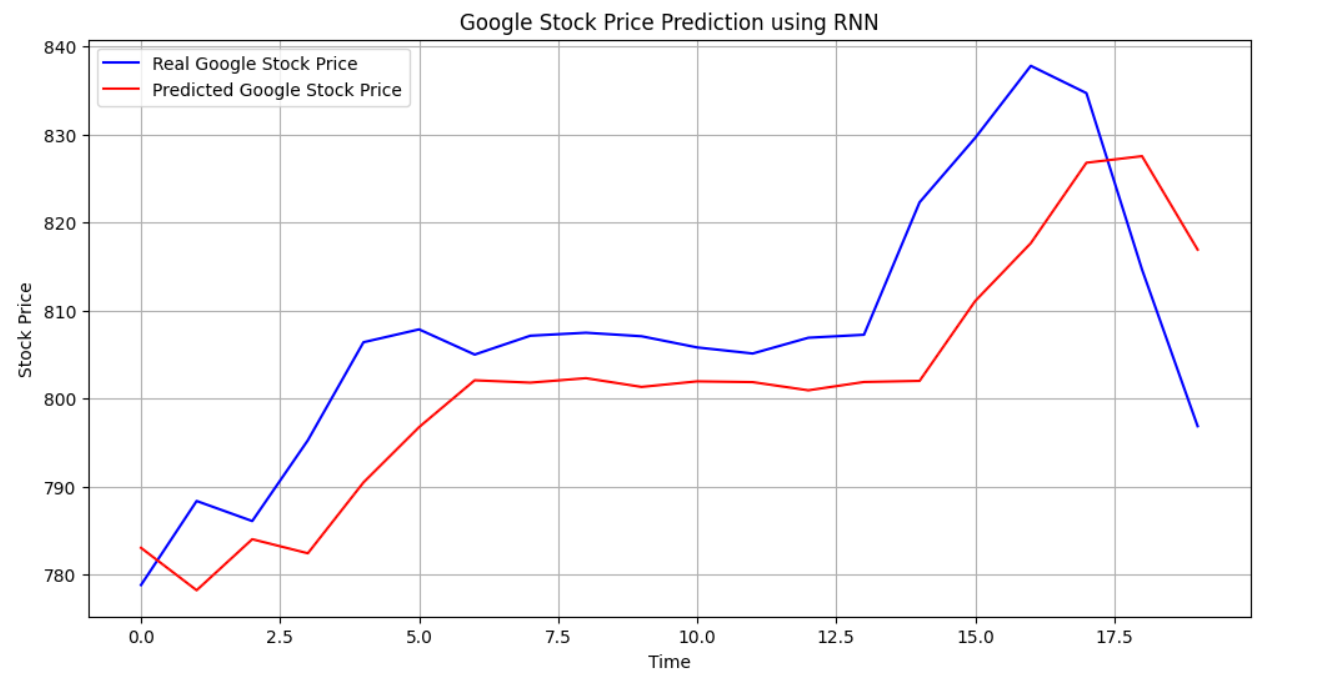 Google Stock Price Prediction using RNN
Real Google Stock Price
Predicted Google Stock Price
840
830
820
810
800
790
780
Stock Price
0.0 2.5 5.0 7.5 10.0 12.5 15.0 17.5
Time